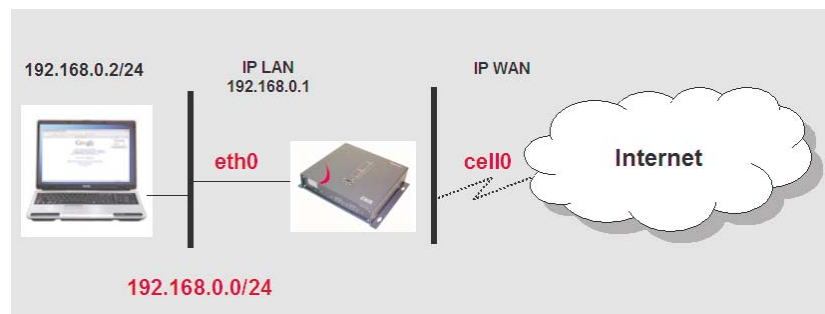 192.168.0.2/24
IP LAN
192.168.0.1
IP WAN
eth0
cell0
Internet
Google
192.168.0.0/24